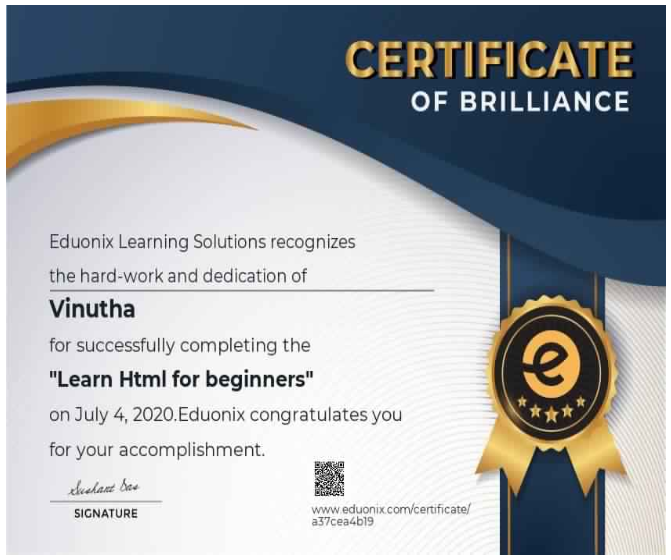 CERTIFICATE
OF BRILLIANCE
Eduonix Learning Solutions recognizes
the hard-work and dedication of
Vinutha
for successfully completing the
"Learn Html for beginners"
on July 4, 2020.Eduonix congratulates you
for your accomplishment.
Sushant Das
SIGNATURE
www.eduonix.com/certificate/
a37cea4b19
e